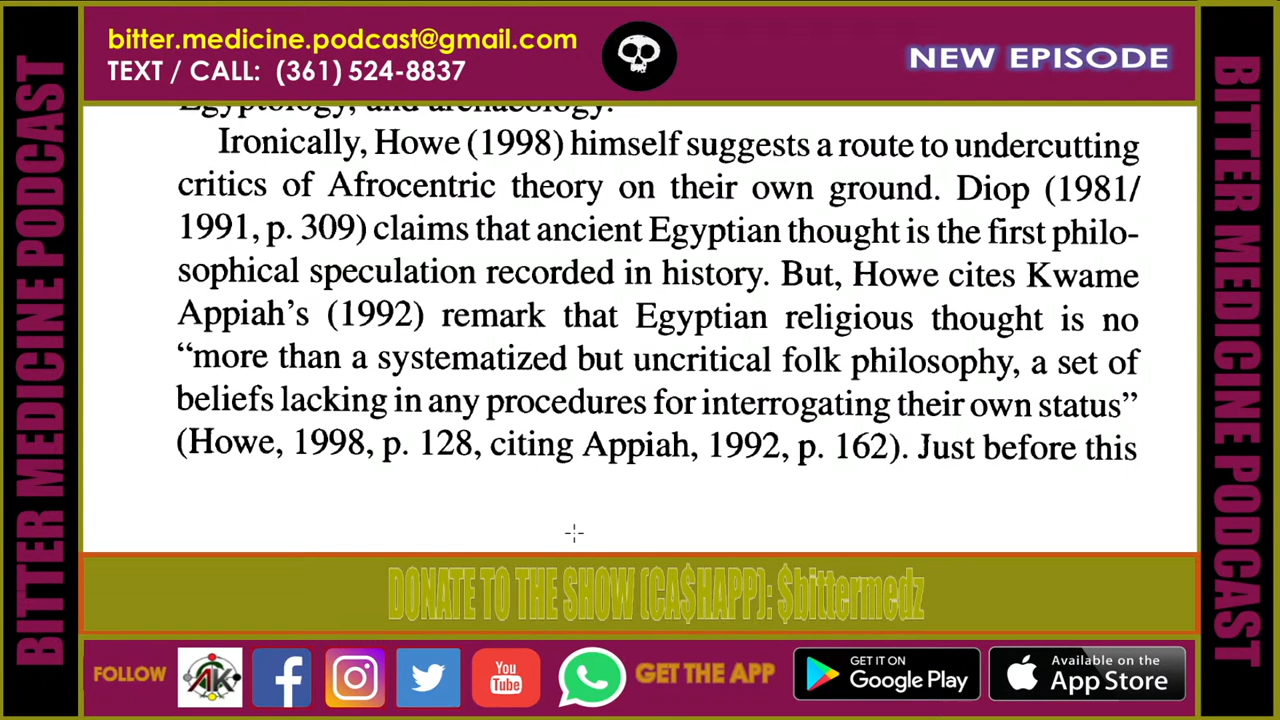 bitter.medicine.podcast@gmail.com
TEXT / CALL: (361) 524-8837
NEW EPISODE
BITTER MEDICINE PODCAST
Egyptology, and archaeology.
Ironically, Howe (1998) himself suggests a route to undercutting
critics of Afrocentric theory on their own ground. Diop (1981/
1991, p. 309) claims that ancient Egyptian thought is the first philo-
sophical speculation recorded in history. But, Howe cites Kwame
Appiah's (1992) remark that Egyptian religious thought is no
“more than a systematized but uncritical folk philosophy, a set of
beliefs lacking in any procedures for interrogating their own status”
(Howe, 1998, p. 128, citing Appiah, 1992, p. 162). Just before this
BITTER MEDICINE PODCAST
DONATE TO THE SHOW (CA$HAPP): $bittermedz
FOLLOW
You
Tube
GET THE APP
GET IT ON
Google Play
Available on the
App Store